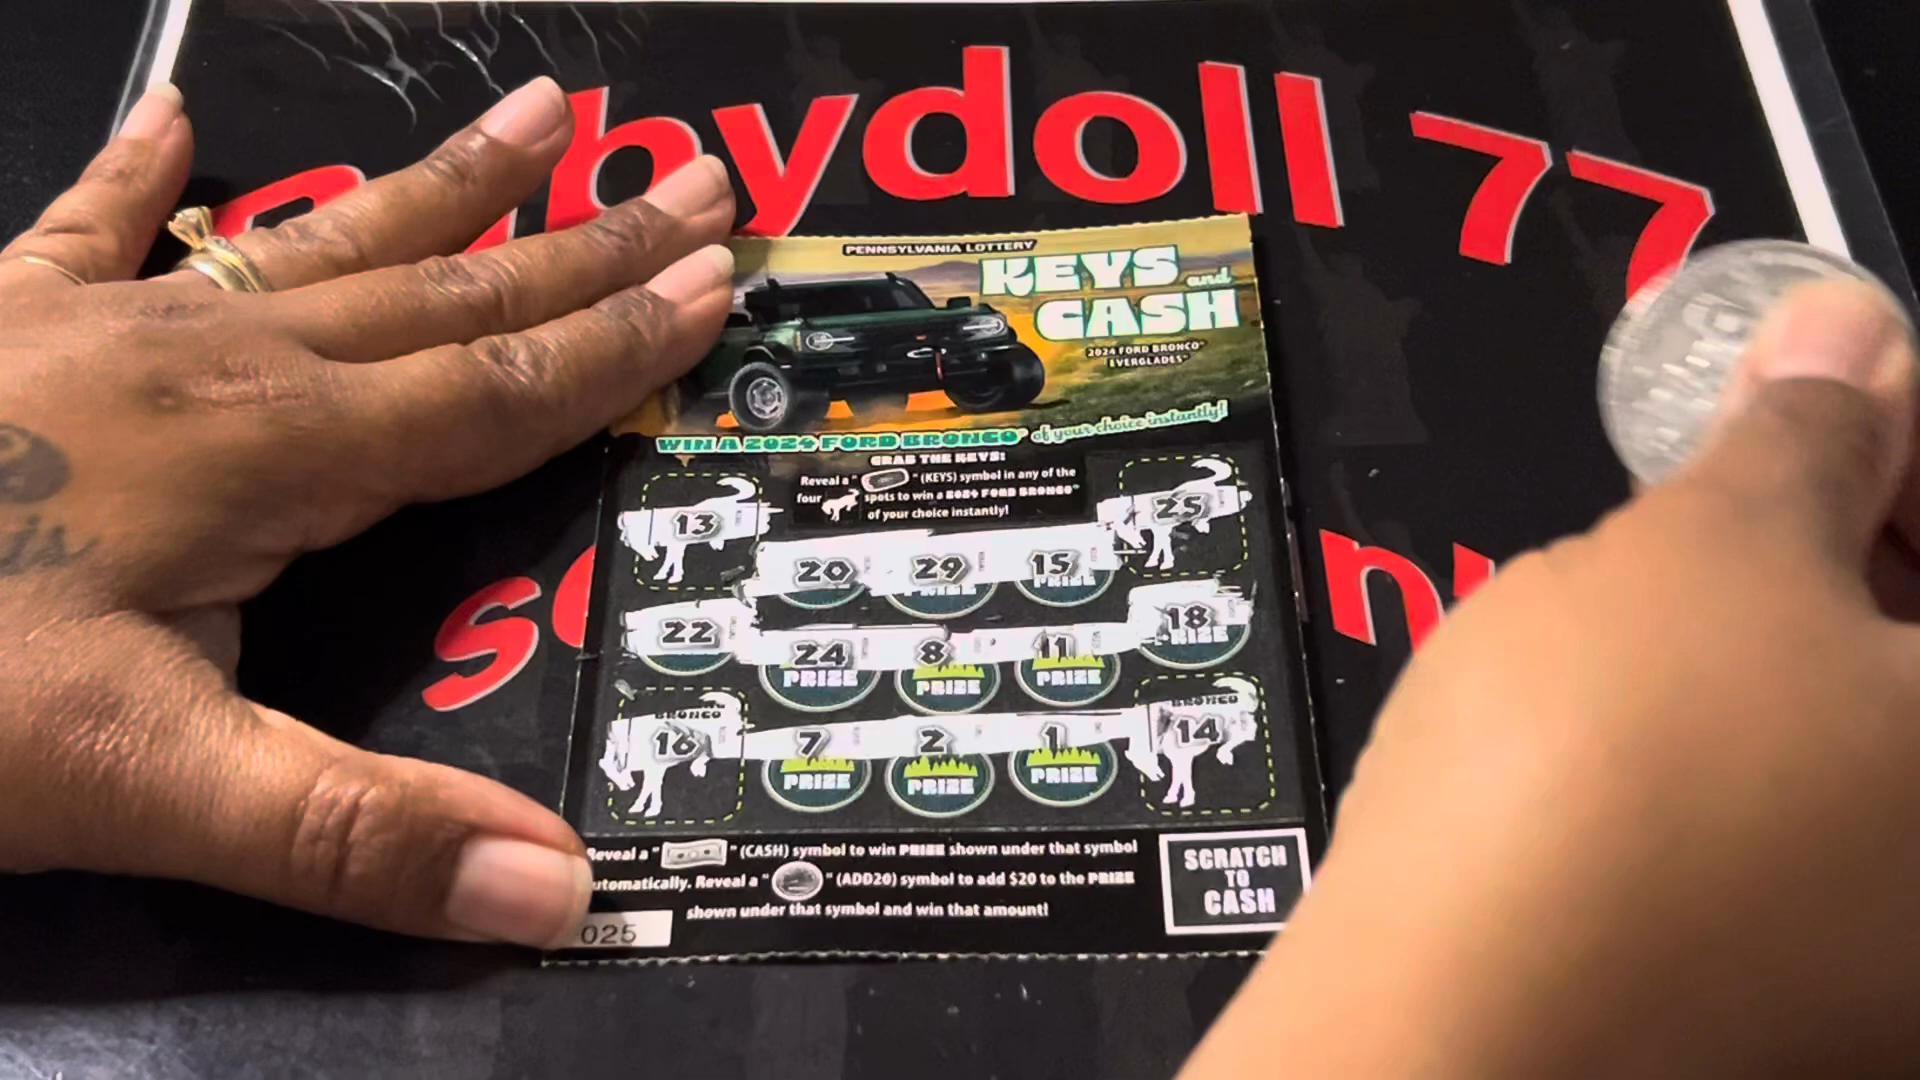 bydoll 77
PENNSYLVANIA LOTTERY
KEYS and
CASH
2024 FORD BRONCO
EVERGLADES
WIN A 2024 FORD BRONCO of your choice instantly!
GRAB THE KEYS:
Reveal a " " (KEYS) symbol in any of the
four spots to win a 2024 FORD BRONCO
of your choice instantly!
13
25
20 29 15
PRIZE PRIZE
22
18
PRIZE
24 8 11
PRIZE PRIZE PRIZE
BRONCO
BRONCO
16 7 2 1 14
PRIZE PRIZE PRIZE
Reveal a " " (CASH) symbol to win PRIZE shown under that symbol
utomatically. Reveal a " " (ADD20) symbol to add $20 to the PRIZE
shown under that symbol and win that amount!
SCRATCH
TO
CASH
025